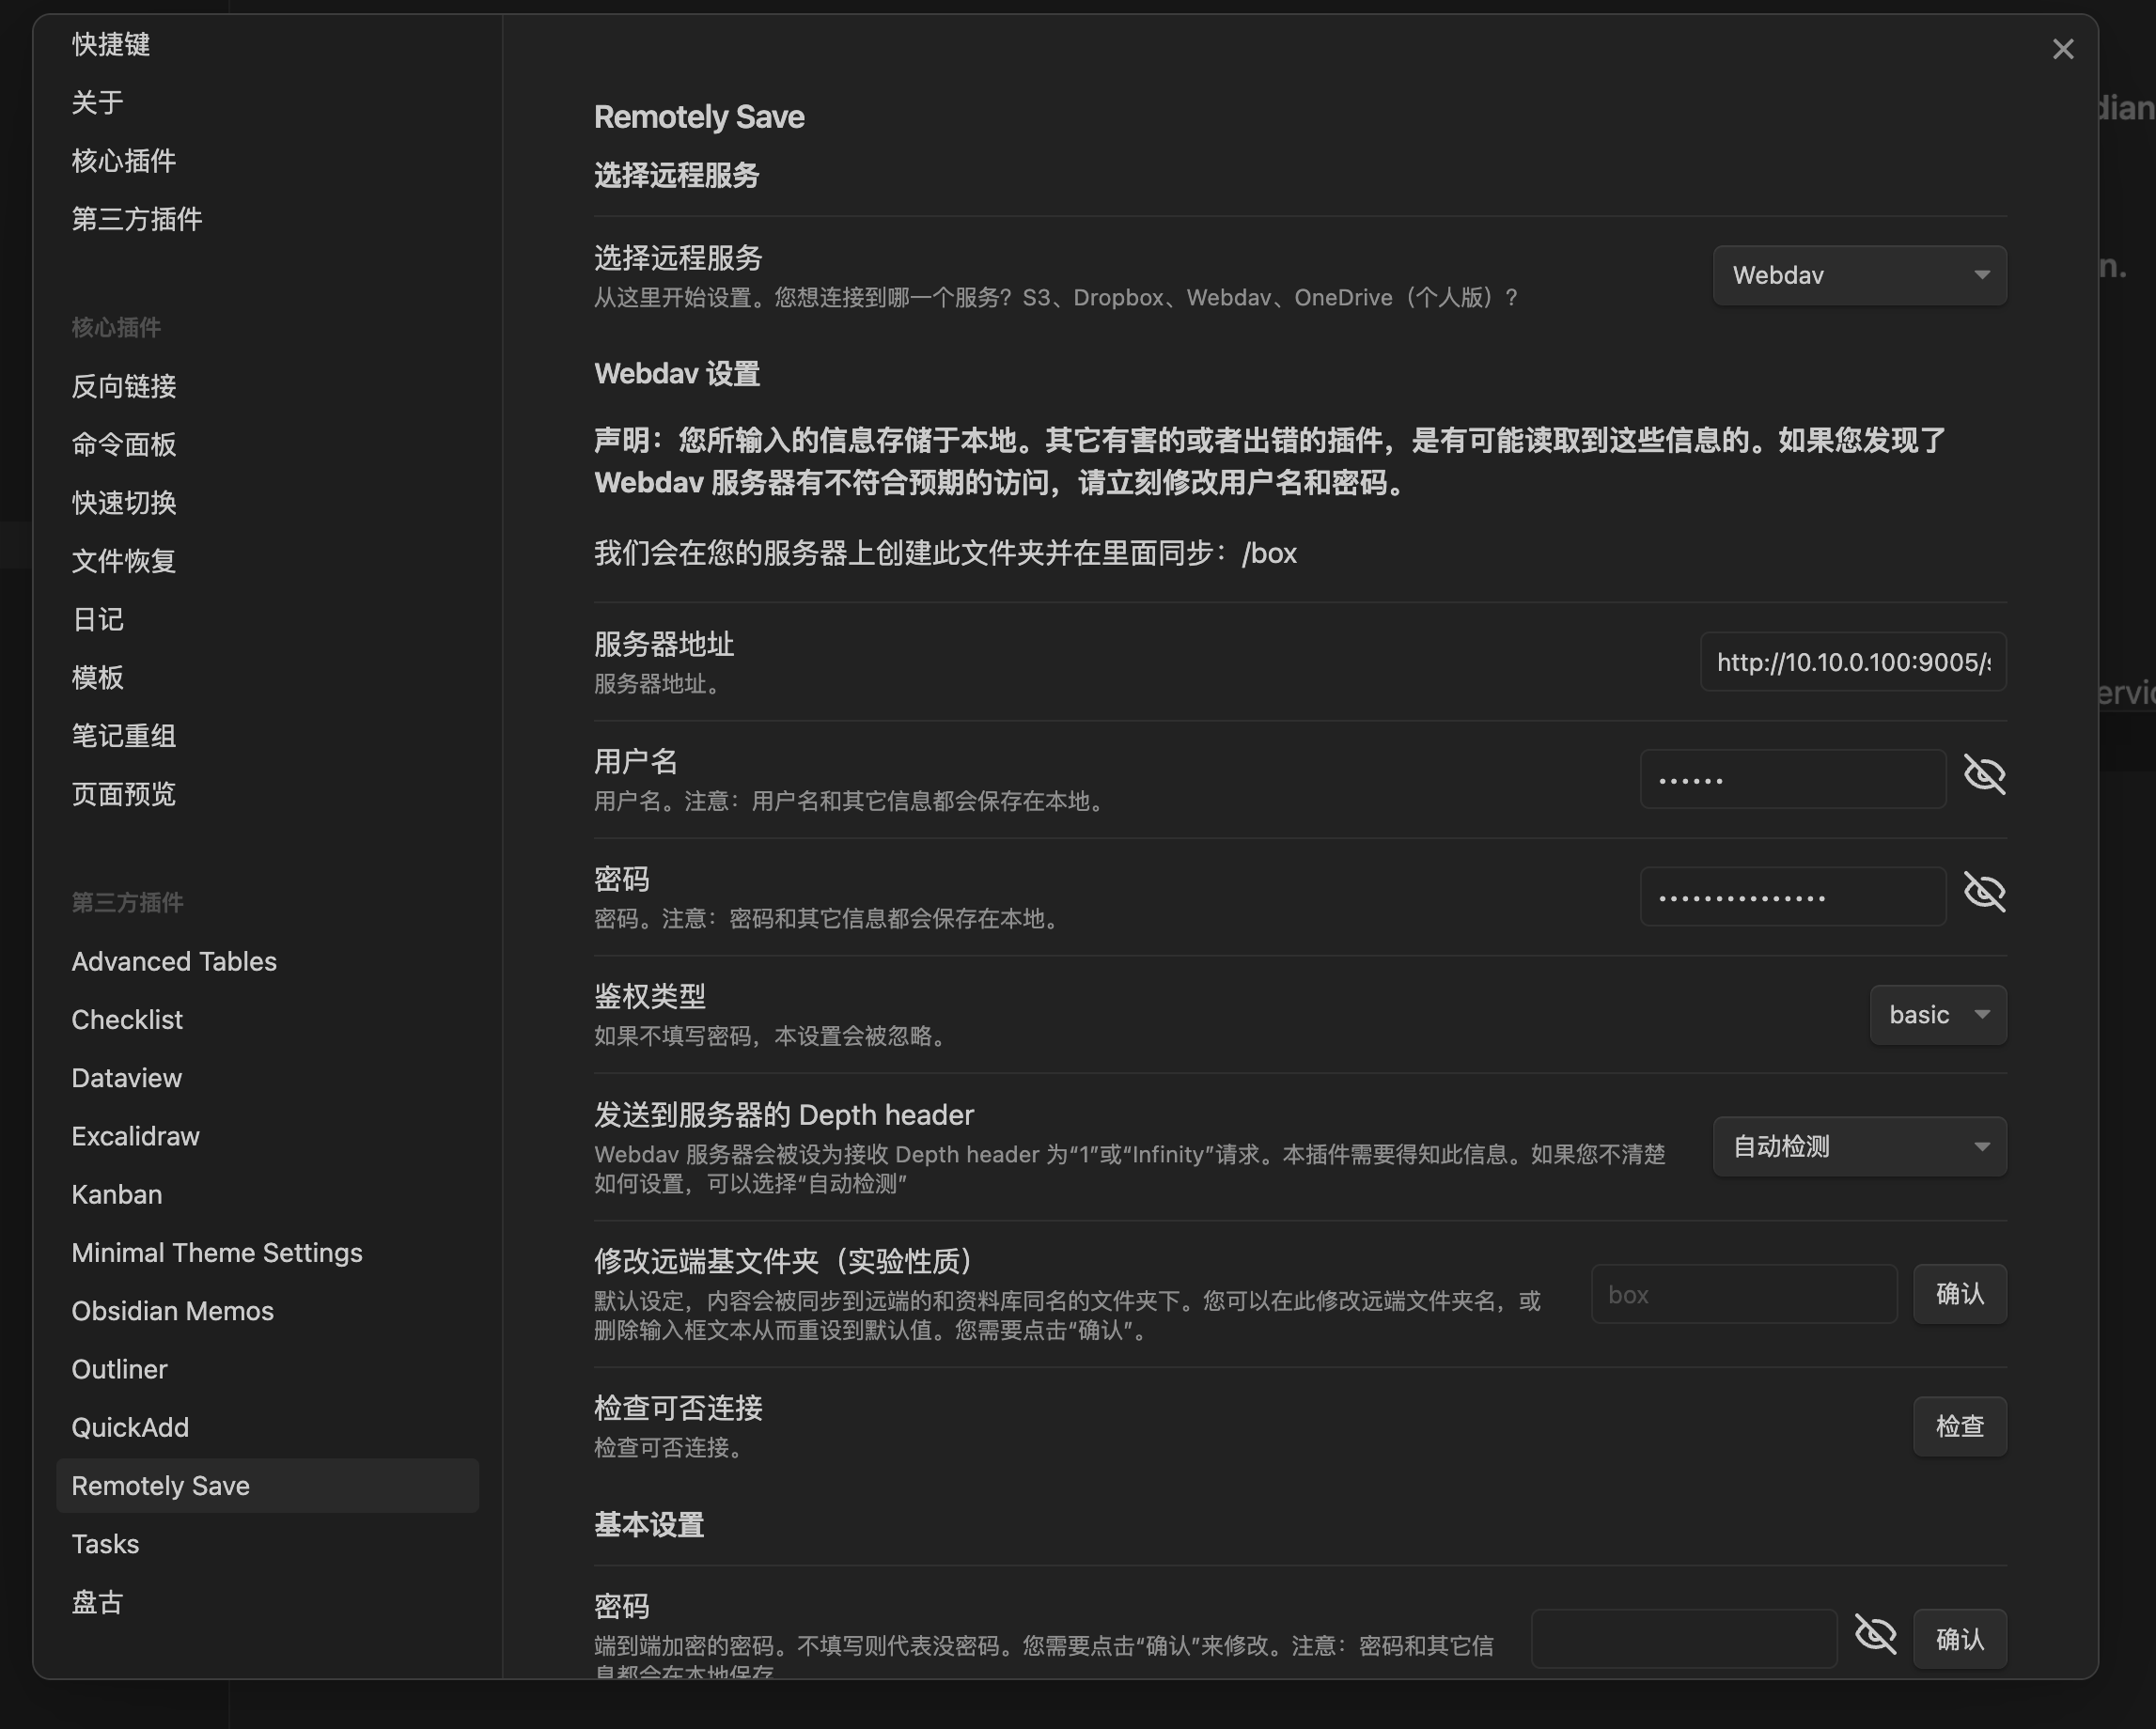 快捷键
关于
核心插件
第三方插件
核心插件
反向链接
命令面板
快速切换
文件恢复
日记
模板
笔记重组
页面预览
第三方插件
Advanced Tables
Checklist
Dataview
Excalidraw
Kanban
Minimal Theme Settings
Obsidian Memos
Outliner
QuickAdd
Remotely Save
Tasks
盘古
Remotely Save
选择远程服务
选择远程服务
从这里开始设置。您想连接到哪一个服务？S3、Dropbox、Webdav、OneDrive（个人版）?
Webdav
Webdav 设置
声明：您所输入的信息存储于本地。其它有害的或者出错的插件，是有可能读取到这些信息的。如果您发现了
Webdav 服务器有不符合预期的访问，请立刻修改用户名和密码。
我们会在您的服务器上创建此文件夹并在里面同步：/box
服务器地址
服务器地址。
http://10.10.0.100:9005/
用户名
用户名。注意：用户名和其它信息都会保存在本地。
密码
密码。注意：密码和其它信息都会保存在本地。
鉴权类型
如果不填写密码，本设置会被忽略。
basic
发送到服务器的 Depth header
Webdav 服务器会被设为接收 Depth header 为“1”或“Infinity”请求。本插件需要得知此信息。如果您不清楚
如何设置，可以选择“自动检测”
自动检测
修改远端基文件夹（实验性质）
默认设定，内容会被同步到远端的和资料库同名的文件夹下。您可以在此修改远端文件夹名，或
删除输入框文本从而重设到默认值。您需要点击“确认”。
box
确认
检查可否连接
检查可否连接。
检查
基本设置
密码
端到端加密的密码。不填写则代表没密码。您需要点击“确认”来修改。注意：密码和其它信
息都会在本地保存
确认
dian
n.
ervic